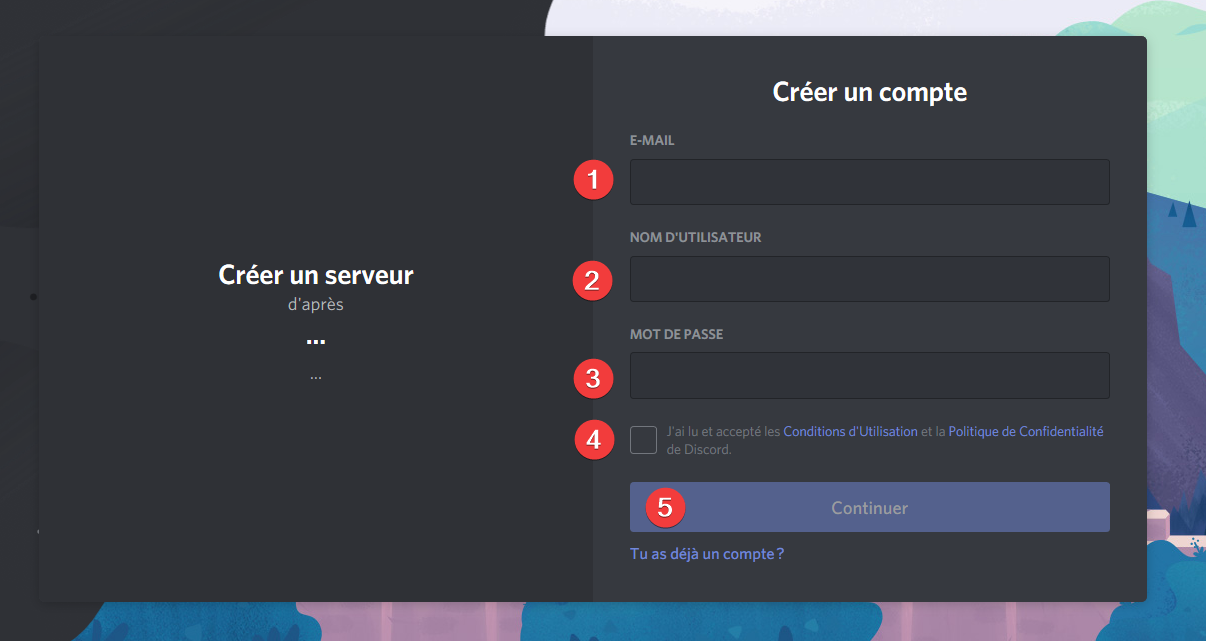 Créer un serveur
d'après
...
...
Créer un compte
E-MAIL
1
NOM D'UTILISATEUR
2
MOT DE PASSE
3
4
J'ai lu et accepté les Conditions d'Utilisation et la Politique de Confidentialité
de Discord.
5 Continuer
Tu as déjà un compte ?